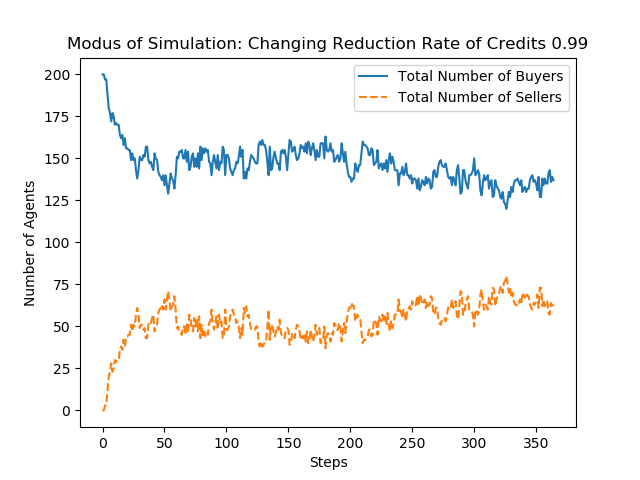 Modus of Simulation: Changing Reduction Rate of Credits 0.99
Total Number of Buyers
Total Number of Sellers
200
175
150
125
100
75
50
25
0
Number of Agents
0 50 100 150 200 250 300 350
Steps